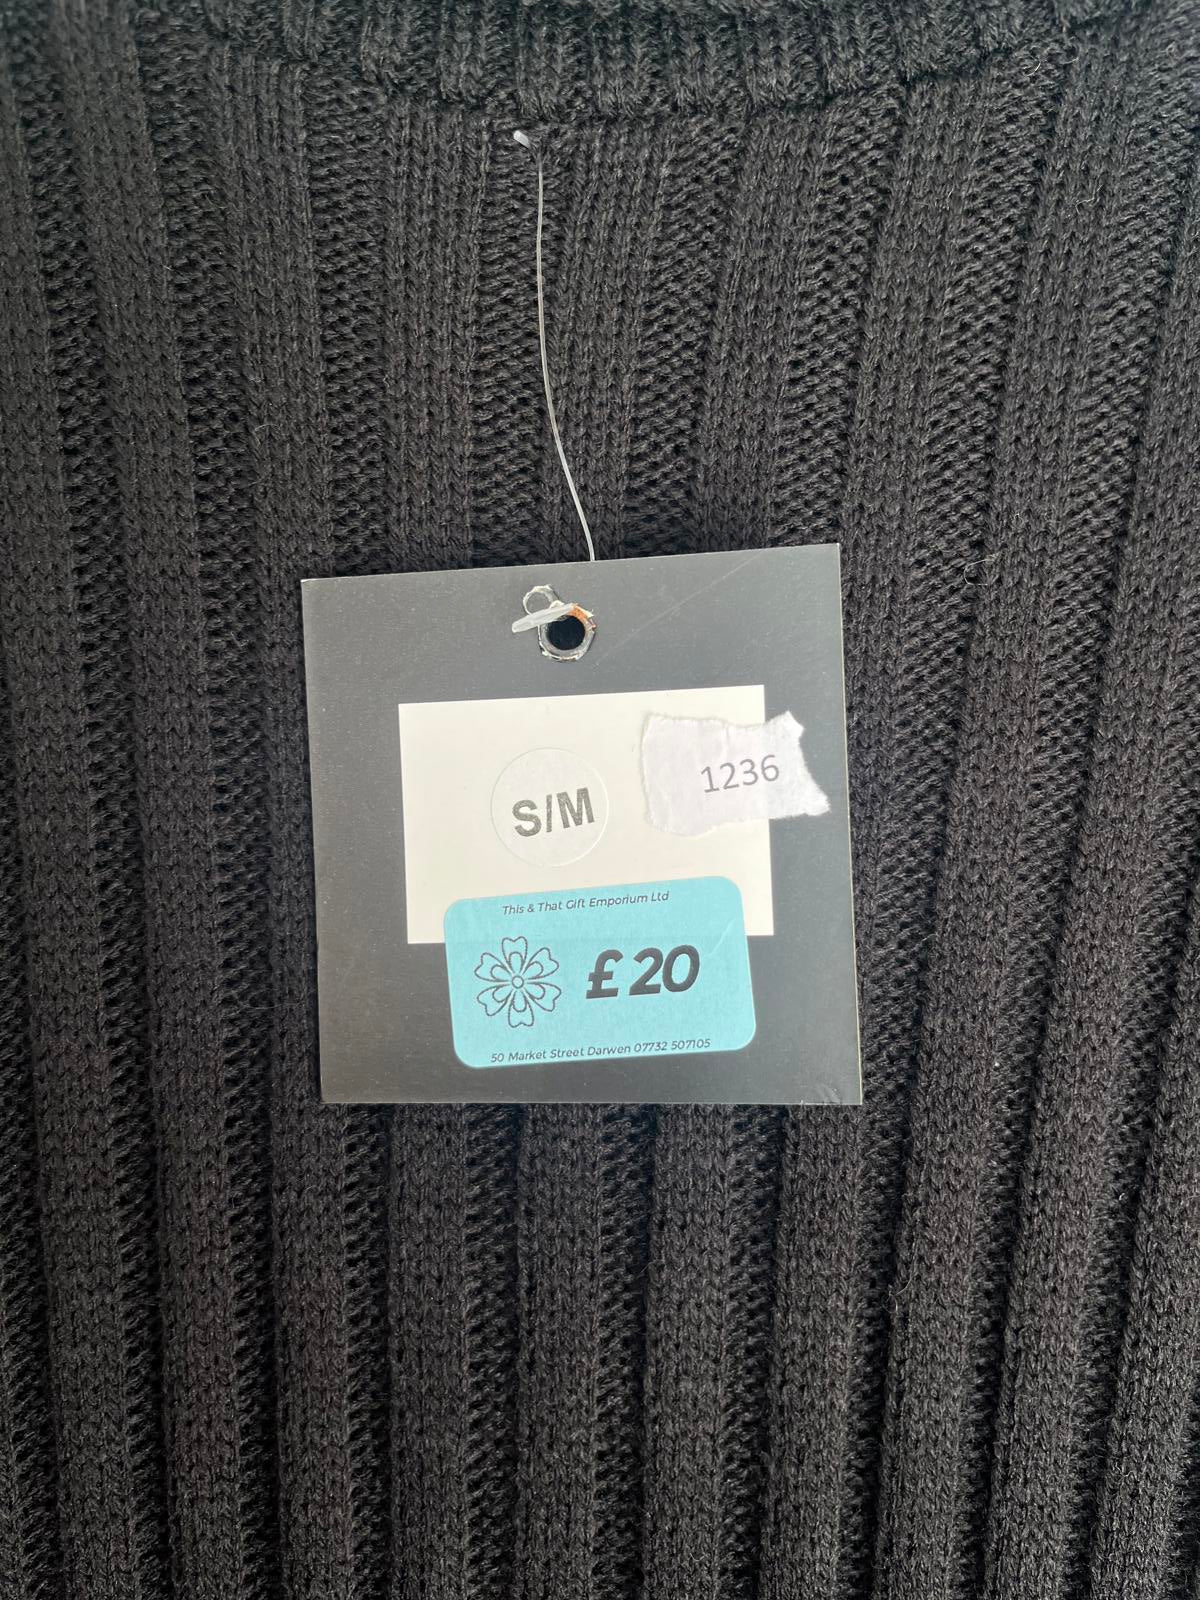 S/M
1236
This & That Gift Emporium Ltd
£20
50 Market Street Darwen 07732 507105